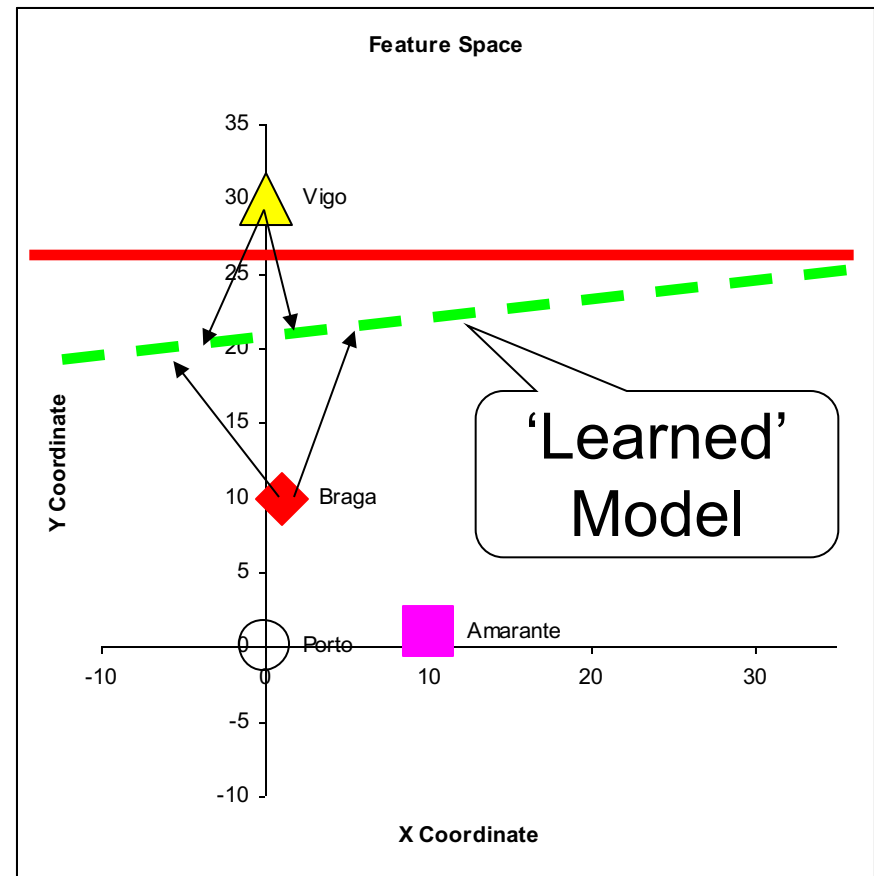 Feature Space
35
30
Vigo
25
20
15
‘Learned’
Model
Y Coordinate
10
Braga
5
Amarante
0
Porto
-10
0
10
20
30
-5
-10
X Coordinate